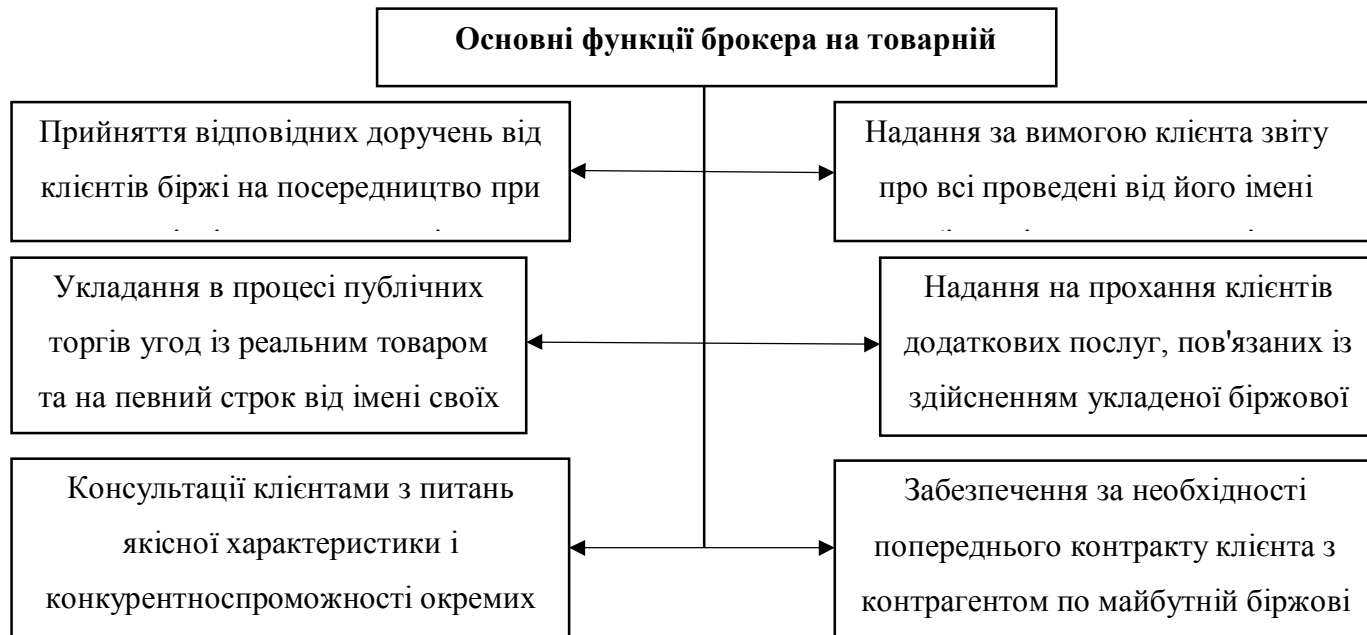 Основні функції брокера на товарній
Прийняття відповідних доручень від
клієнтів біржі на посередництво при
Надання за вимогою клієнта звіту
про всі проведені від його імені
Укладання в процесі публічних
торгів угод із реальним товаром
та на певний строк від імені своїх
Надання на прохання клієнтів
додаткових послуг, пов'язаних із
здійсненням укладеної біржової
Консультації клієнтами з питань
якісної характеристики і
конкурентноспроможності окремих
Забезпечення за необхідності
попереднього контракту клієнта з
контрагентом по майбутній біржові